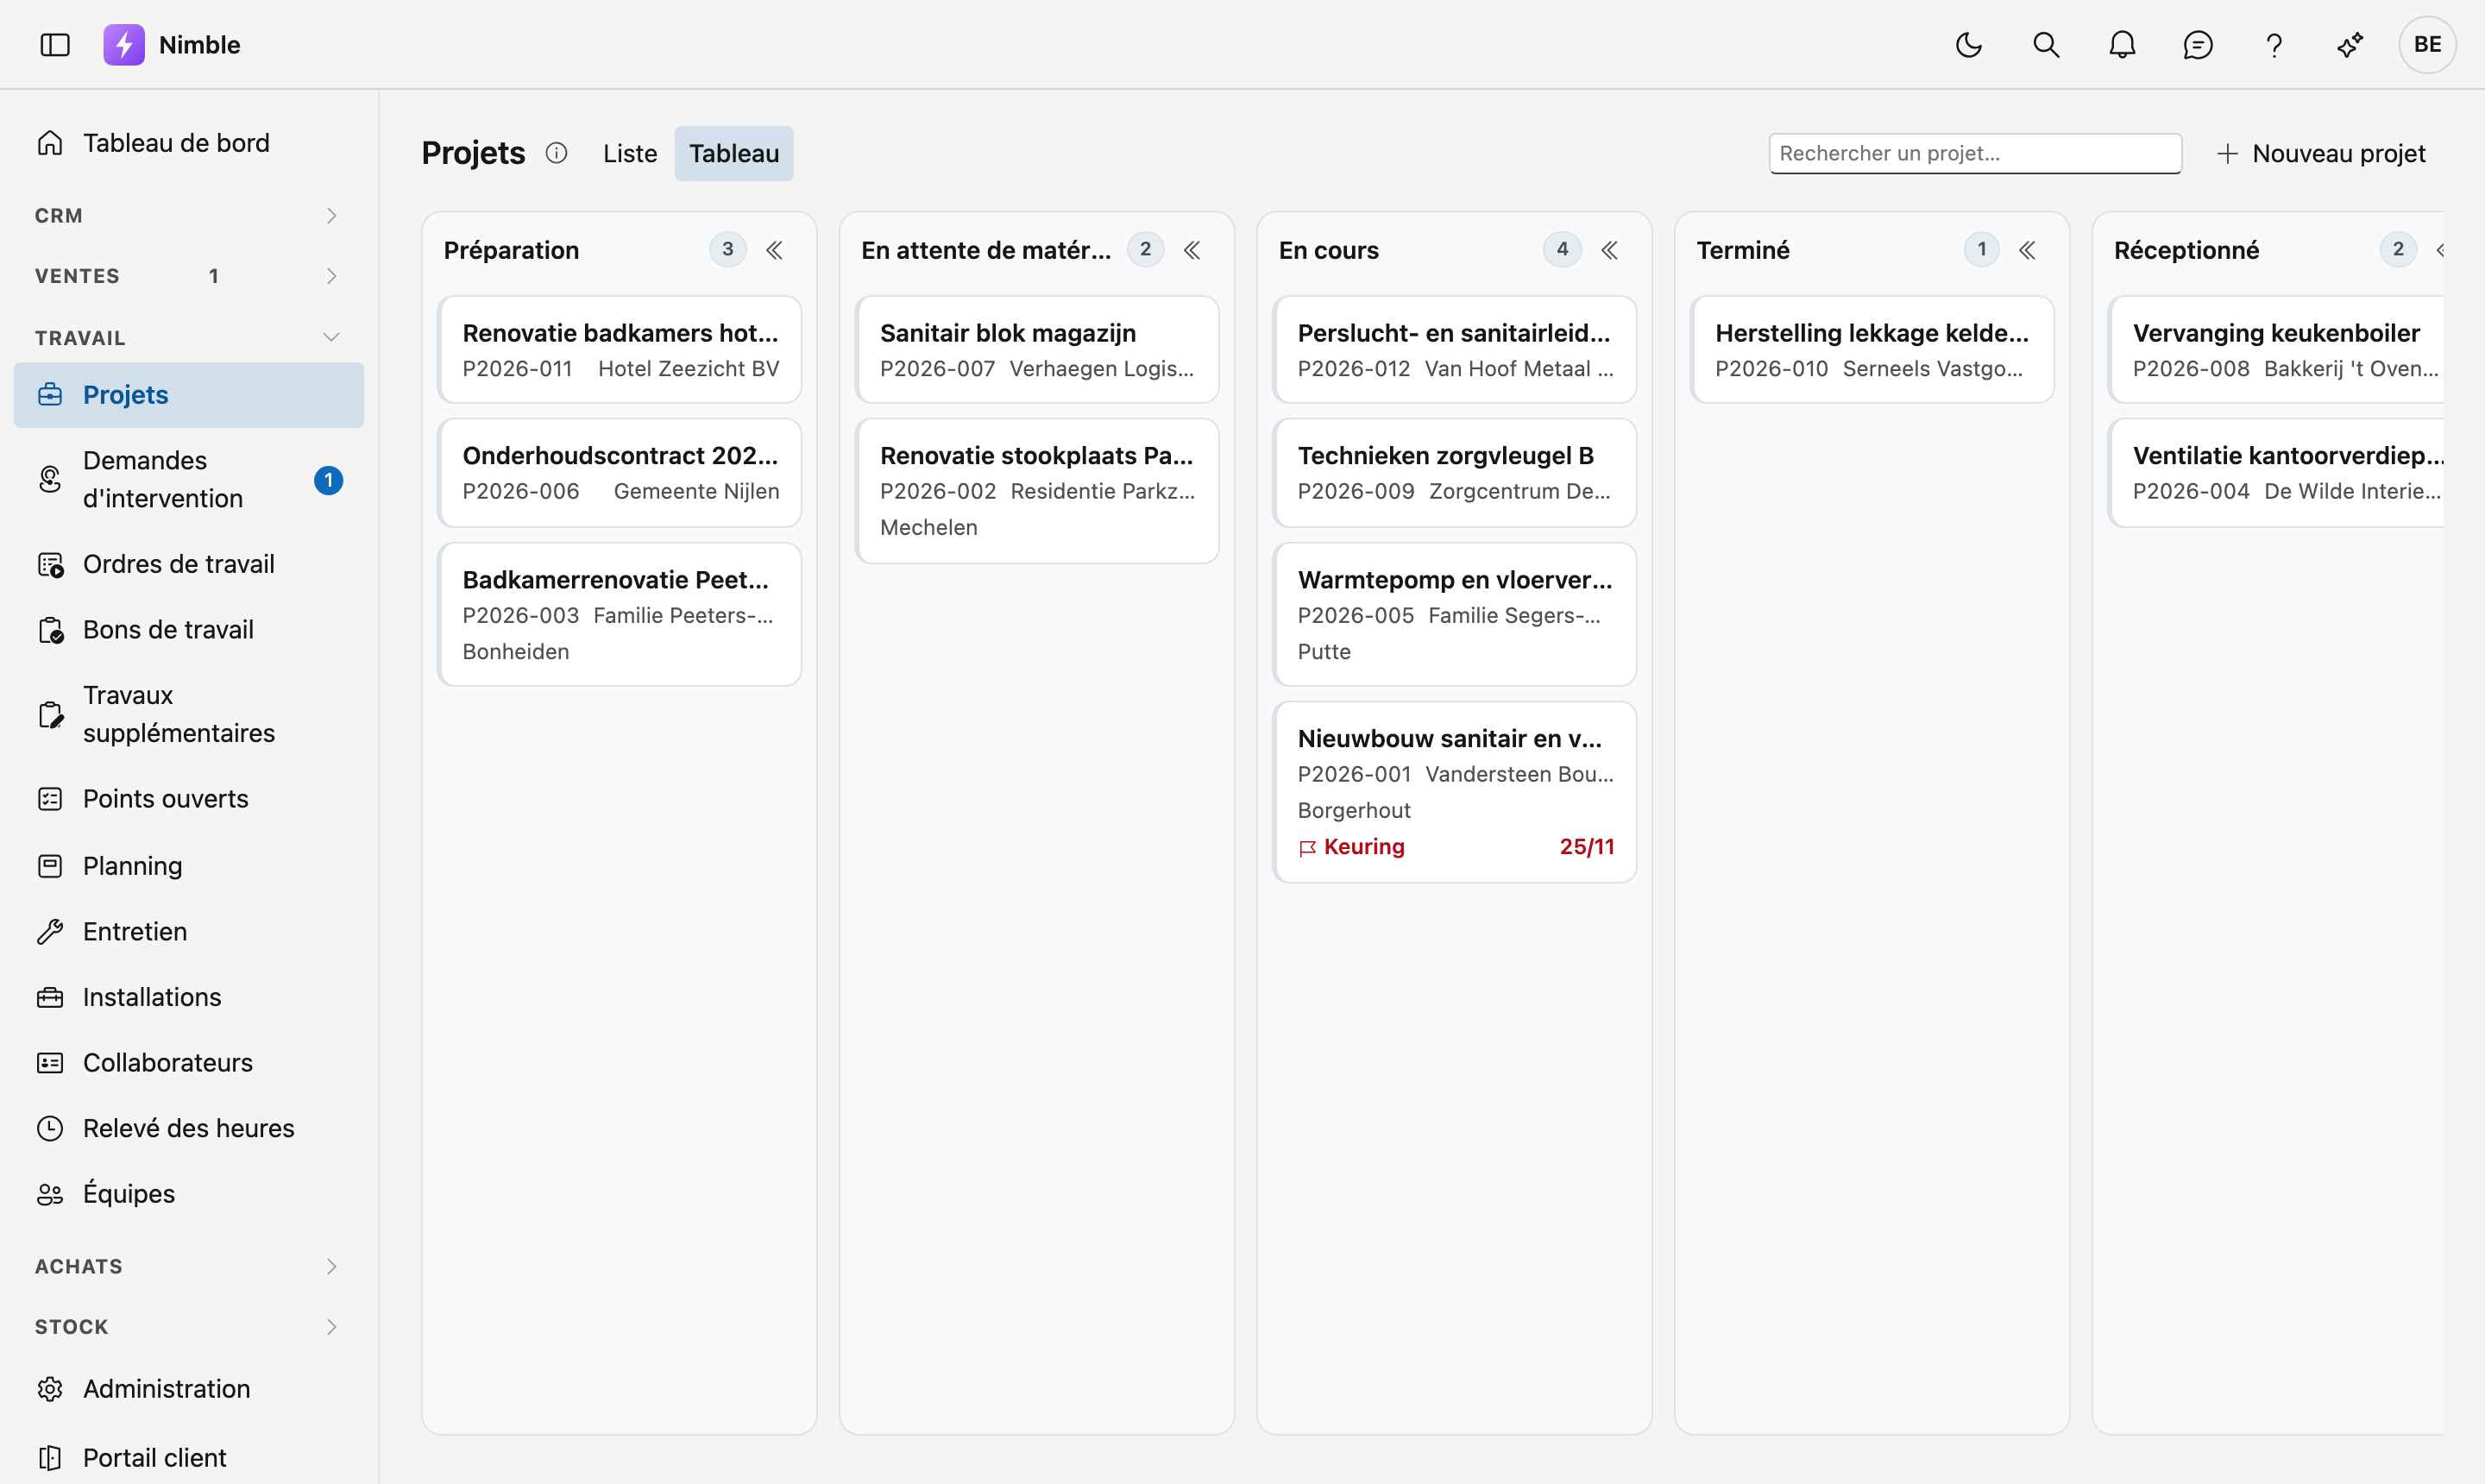 Nimble
BE
Tableau de bord
CRM
VENTES 1
TRAVAIL
Projets
Demandes
d'intervention
1
Ordres de travail
Bons de travail
Travaux
supplémentaires
Points ouverts
Planning
Entretien
Installations
Collaborateurs
Relevé des heures
Équipes
ACHATS
STOCK
Administration
Portail client
Projets Liste Tableau
Rechercher un projet...
Nouveau projet
Préparation 3
Renovatie badkamers hot...
P2026-011 Hotel Zeezicht BV
Onderhoudscontract 202...
P2026-006 Gemeente Nijlen
Badkamerrenovatie Peet...
P2026-003 Familie Peeters-...
Bonheiden
En attente de matér... 2
Sanitair blok magazijn
P2026-007 Verhaegen Logis...
Renovatie stookplaats Pa...
P2026-002 Residentie Parkz...
Mechelen
En cours 4
Perslucht- en sanitairleid...
P2026-012 Van Hoof Metaal ...
Technieken zorgvleugel B
P2026-009 Zorgcentrum De...
Warmtepomp en vloerver...
P2026-005 Familie Segers-...
Putte
Nieuwbouw sanitair en v...
P2026-001 Vandersteen Bou...
Borgerhout
Keuring 25/11
Terminé 1
Herstelling lekkage kelde...
P2026-010 Serneels Vastgo...
Réceptionné 2
Vervanging keukenboiler
P2026-008 Bakkerij 't Oven...
Ventilatie kantoorverdiep...
P2026-004 De Wilde Interie...